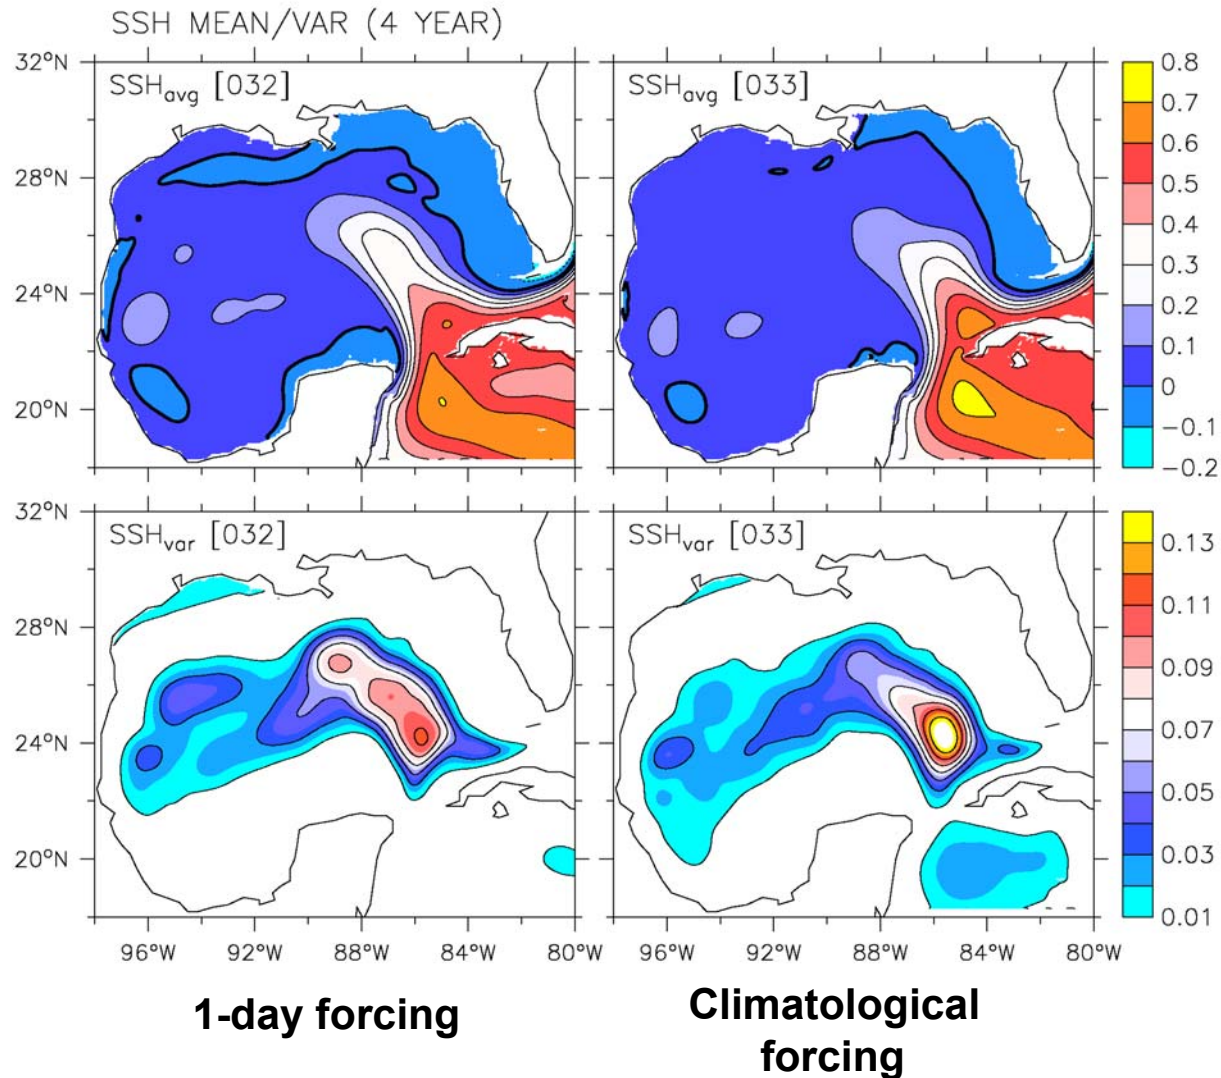 SSH MEAN/VAR (4 YEAR)
SSHavg [032]
SSHavg [033]
32°N
28°N
24°N
20°N
0.8
0.7
0.6
0.5
0.4
0.3
0.2
0.1
0
−0.1
−0.2
SSHvar [032]
SSHvar [033]
32°N
28°N
24°N
20°N
0.13
0.11
0.09
0.07
0.05
0.03
0.01
96°W 92°W 88°W 84°W 80°W
96°W 92°W 88°W 84°W 80°W
1-day forcing
Climatological
forcing